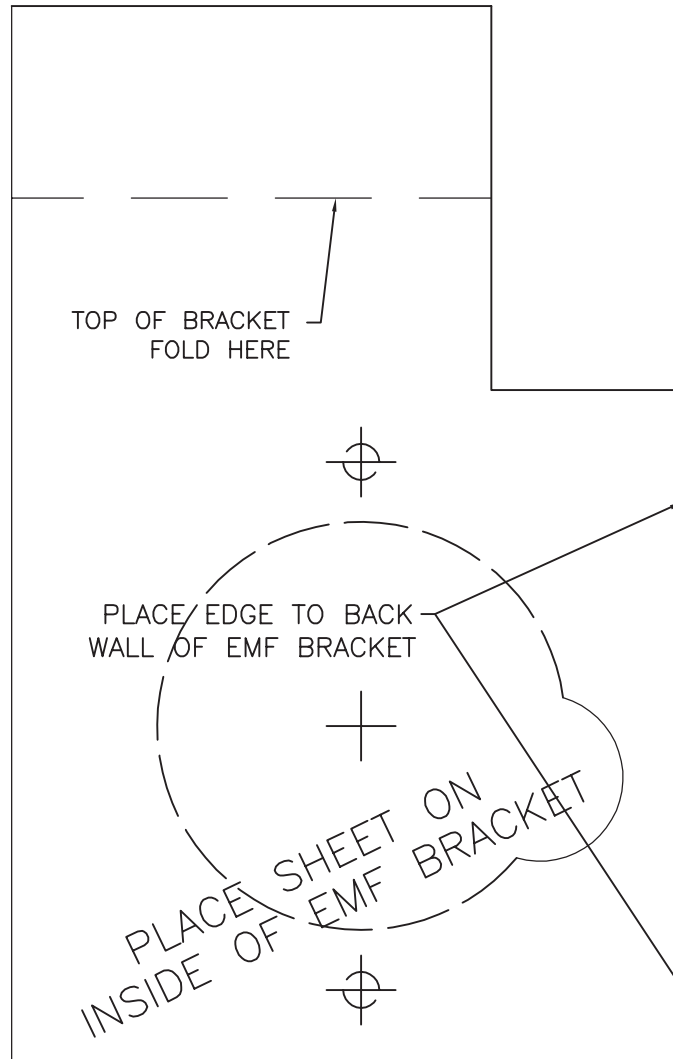 TOP OF BRACKET
FOLD HERE
PLACE EDGE TO BACK
WALL OF EMF BRACKET
PLACE SHEET ON
INSIDE OF EMF BRACKET